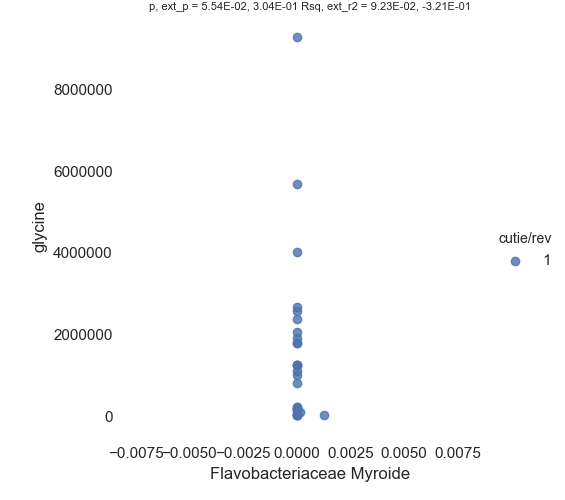 p, ext_p = 5.54E-02, 3.04E-01 Rsq, ext_r2 = 9.23E-02, -3.21E-01
8000000
6000000
4000000
2000000
0
glycine
cutie/rev
1
−0.0075 −0.0050 −0.0025 0.0000 0.0025 0.0050 0.0075
Flavobacteriaceae Myroide